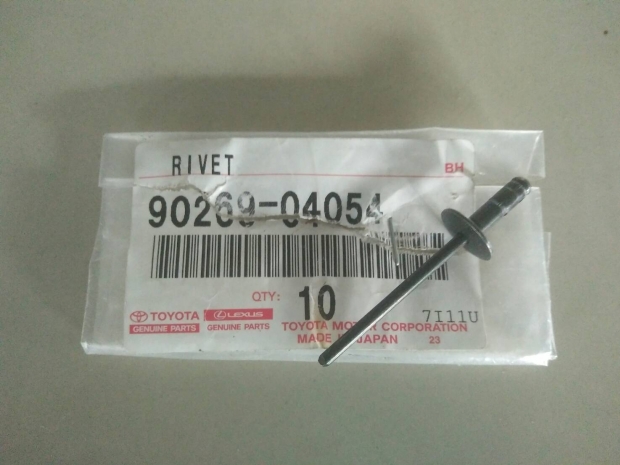 RIVET
BH
90269-04054
QTY: 10
7I11U
TOYOTA LEXUS
GENUINE PARTS GENUINE PARTS
TOYOTA MOTOR CORPORATION
MADE IN JAPAN 23